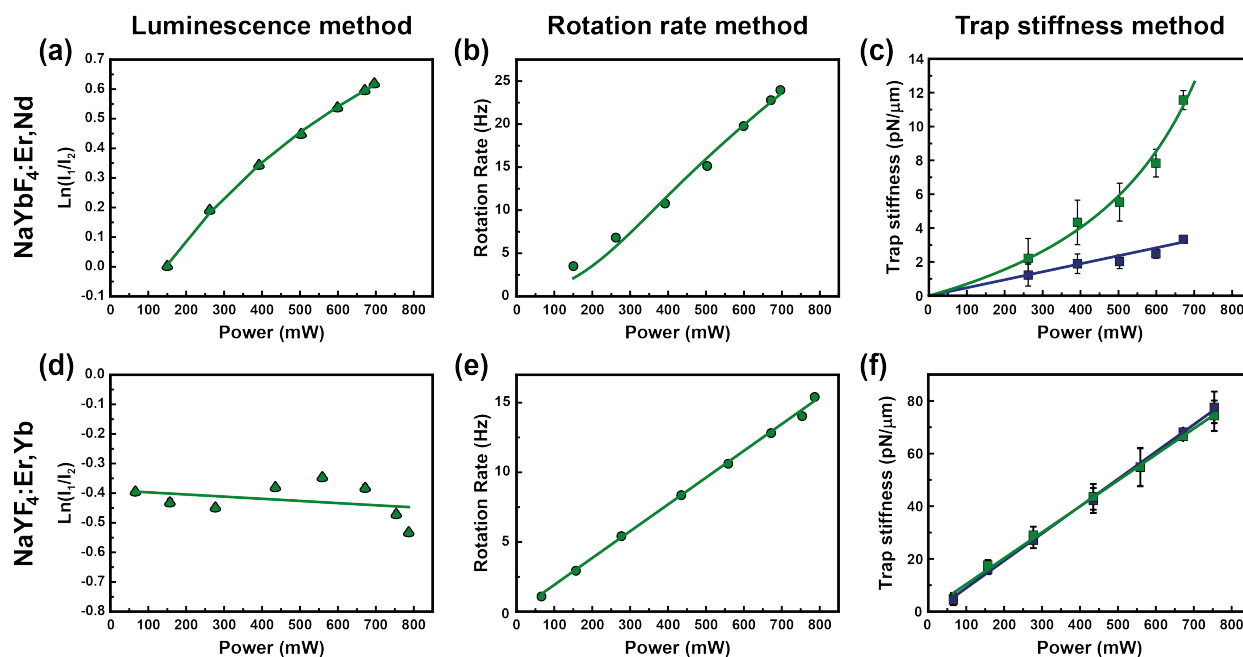 Luminescence method
Rotation rate method
Trap stiffness method
NaYbF4:Er,Nd
(a)
Ln(I1/I2)
0.7
0.6
0.5
0.4
0.3
0.2
0.1
0.0
-0.1
0 100 200 300 400 500 600 700 800
Power (mW)
(b)
Rotation Rate (Hz)
25
20
15
10
5
0
0 100 200 300 400 500 600 700 800
Power (mW)
(c)
Trap stiffness (pN/μm)
14
12
10
8
6
4
2
0
0 100 200 300 400 500 600 700 800
Power (mW)
NaYF4:Er,Yb
(d)
Ln(I1/I2)
0.0
-0.1
-0.2
-0.3
-0.4
-0.5
-0.6
-0.7
-0.8
0 100 200 300 400 500 600 700 800
Power (mW)
(e)
Rotation Rate (Hz)
15
10
5
0
0 100 200 300 400 500 600 700 800
Power (mW)
(f)
Trap stiffness (pN/μm)
80
60
40
20
0
0 100 200 300 400 500 600 700 800
Power (mW)